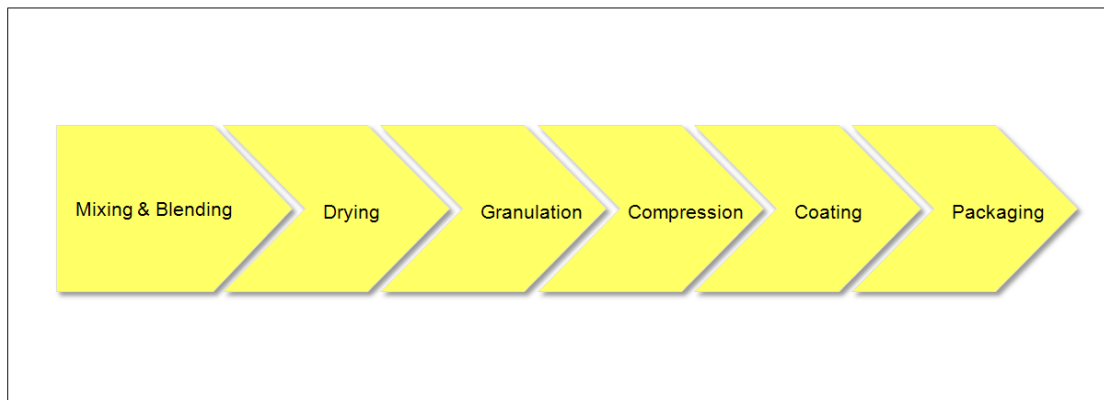 Mixing & Blending
Drying
Granulation
Compression
Coating
Packaging